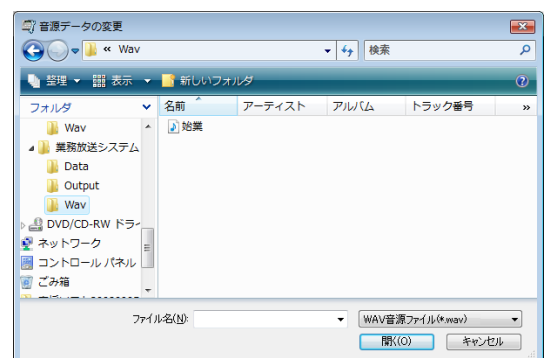 音源データの変更
« Wav
検索
整理 表示 新しいフォルダ
フォルダ
名前 アーティスト アルバム トラック番号 »
Wav
始業
業務放送システム
Data
Output
Wav
DVD/CD-RW ドラ
ネットワーク
コントロール パネル
ごみ箱
ファイル名(N):
WAV音源ファイル(*.wav)
開く(O) キャンセル